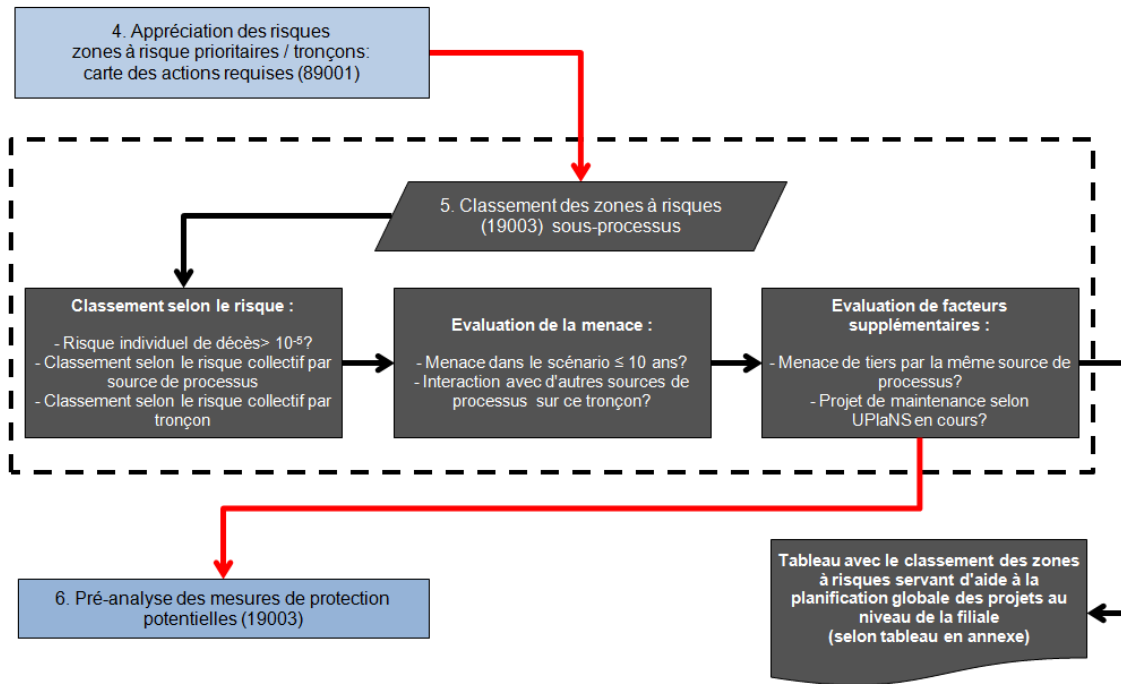 4. Appréciation des risques
zones à risque prioritaires / tronçons:
carte des actions requises (89001)
5. Classement des zones à risques
(19003) sous-processus
Classement selon le risque :
- Risque individuel de décès> 10⁻⁵?
- Classement selon le risque collectif par
source de processus
- Classement selon le risque collectif par
tronçon
Evaluation de la menace :
- Menace dans le scénario ≤ 10 ans?
- Interaction avec d'autres sources de
processus sur ce tronçon?
Evaluation de facteurs
supplémentaires :
- Menace de tiers par la même source de
processus?
- Projet de maintenance selon
UPlaNS en cours?
6. Pré-analyse des mesures de protection
potentielles (19003)
Tableau avec le classement des zones
à risques servant d'aide à la
planification globale des projets au
niveau de la filiale
(selon tableau en annexe)